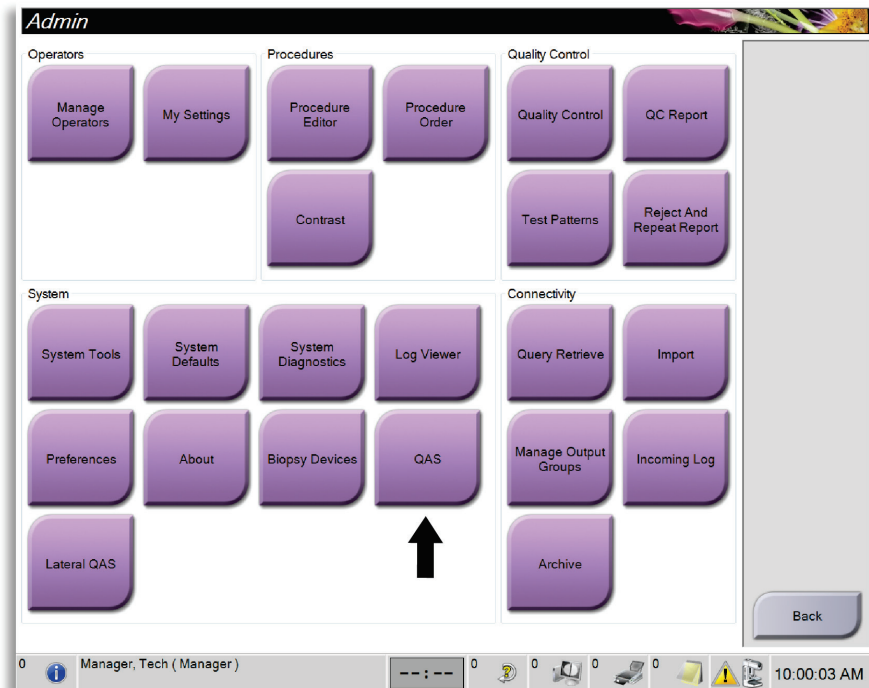 Admin
Operators
Manage
Operators
My Settings
Procedures
Procedure
Editor
Procedure
Order
Contrast
Quality Control
Quality Control
QC Report
Test Patterns
Reject And
Repeat Report
System
System Tools
System
Defaults
System
Diagnostics
Log Viewer
Preferences
About
Biopsy Devices
QAS
Lateral QAS
Connectivity
Query Retrieve
Import
Manage Output
Groups
Incoming Log
Archive
Back
0
Manager, Tech ( Manager )
--:--
0
0
0
0
10:00:03 AM